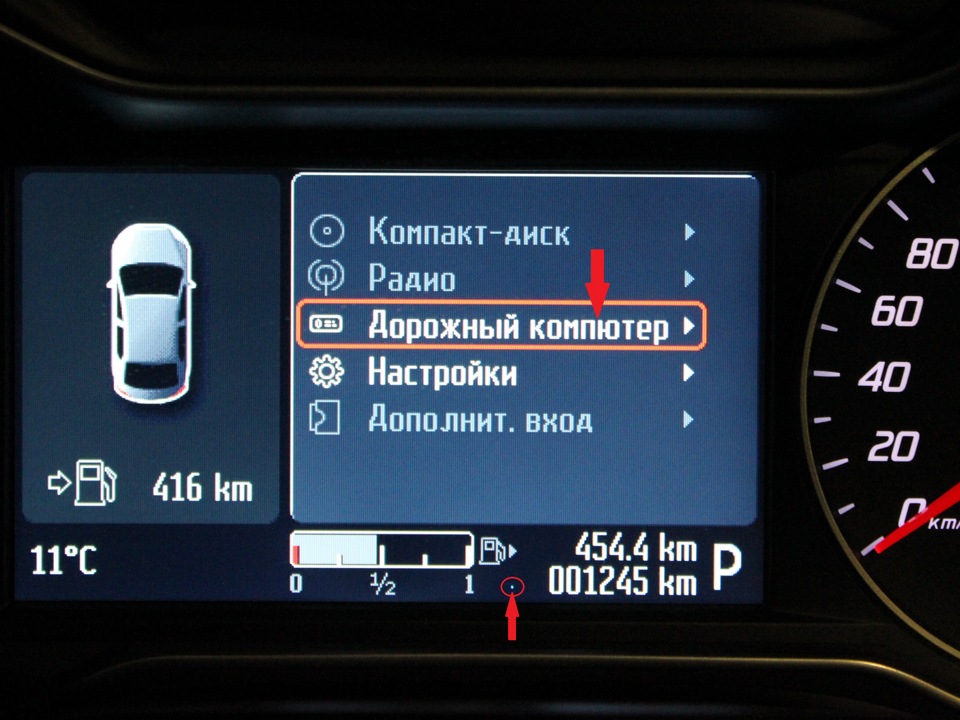 Компакт-диск
Радио
Дорожный компютер
Настройки
Дополнит. вход
416 km
11°C
0 ½ 1
454.4 km
001245 km
P
80
60
40
20
0 km/